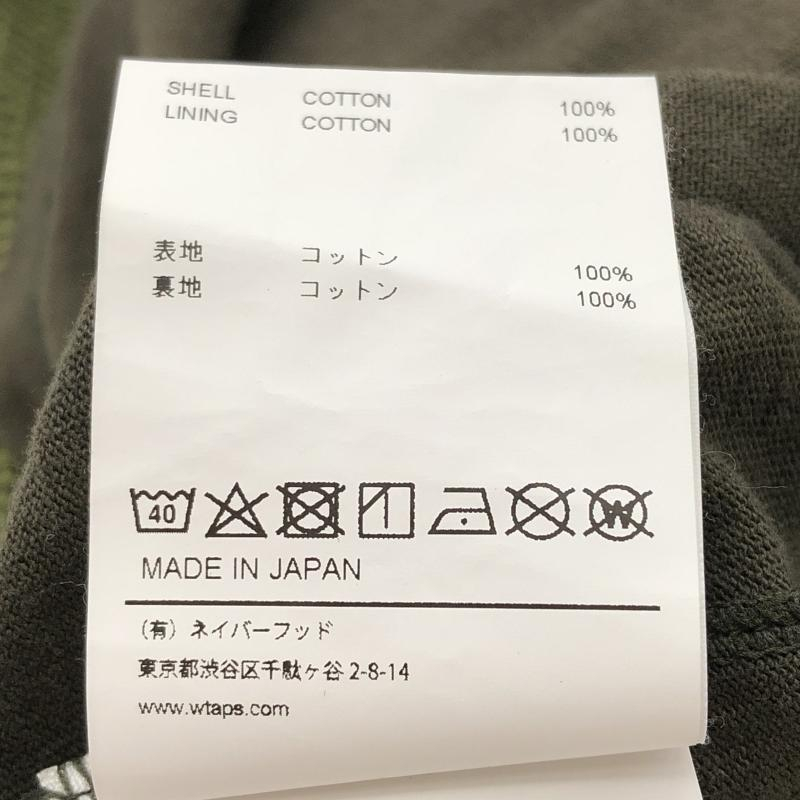 SHELL COTTON 100%
LINING COTTON 100%
表地 コットン 100%
裏地 コットン 100%
40
W
MADE IN JAPAN
(有) ネイバーフッド
東京都渋谷区千駄ヶ谷 2-8-14
www.wtaps.com